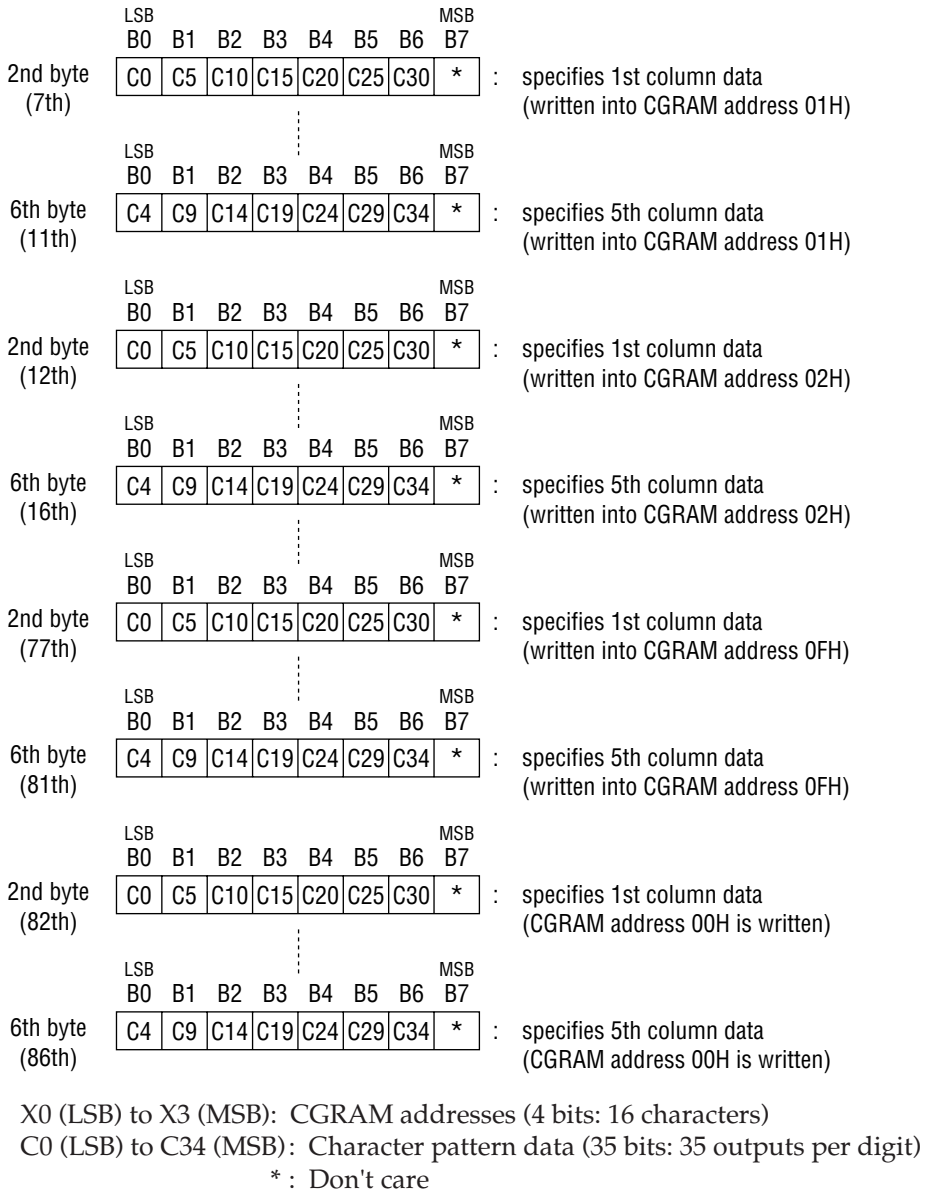 LSB MSB
B0 B1 B2 B3 B4 B5 B6 B7
2nd byte C0 C5 C10 C15 C20 C25 C30 * : specifies 1st column data
(7th) (written into CGRAM address 01H)
LSB MSB
B0 B1 B2 B3 B4 B5 B6 B7
6th byte C4 C9 C14 C19 C24 C29 C34 * : specifies 5th column data
(11th) (written into CGRAM address 01H)
LSB MSB
B0 B1 B2 B3 B4 B5 B6 B7
2nd byte C0 C5 C10 C15 C20 C25 C30 * : specifies 1st column data
(12th) (written into CGRAM address 02H)
LSB MSB
B0 B1 B2 B3 B4 B5 B6 B7
6th byte C4 C9 C14 C19 C24 C29 C34 * : specifies 5th column data
(16th) (written into CGRAM address 02H)
LSB MSB
B0 B1 B2 B3 B4 B5 B6 B7
2nd byte C0 C5 C10 C15 C20 C25 C30 * : specifies 1st column data
(77th) (written into CGRAM address 0FH)
LSB MSB
B0 B1 B2 B3 B4 B5 B6 B7
6th byte C4 C9 C14 C19 C24 C29 C34 * : specifies 5th column data
(81th) (written into CGRAM address 0FH)
LSB MSB
B0 B1 B2 B3 B4 B5 B6 B7
2nd byte C0 C5 C10 C15 C20 C25 C30 * : specifies 1st column data
(82th) (CGRAM address 00H is written)
LSB MSB
B0 B1 B2 B3 B4 B5 B6 B7
6th byte C4 C9 C14 C19 C24 C29 C34 * : specifies 5th column data
(86th) (CGRAM address 00H is written)
X0 (LSB) to X3 (MSB): CGRAM addresses (4 bits: 16 characters)
C0 (LSB) to C34 (MSB): Character pattern data (35 bits: 35 outputs per digit)
* : Don't care